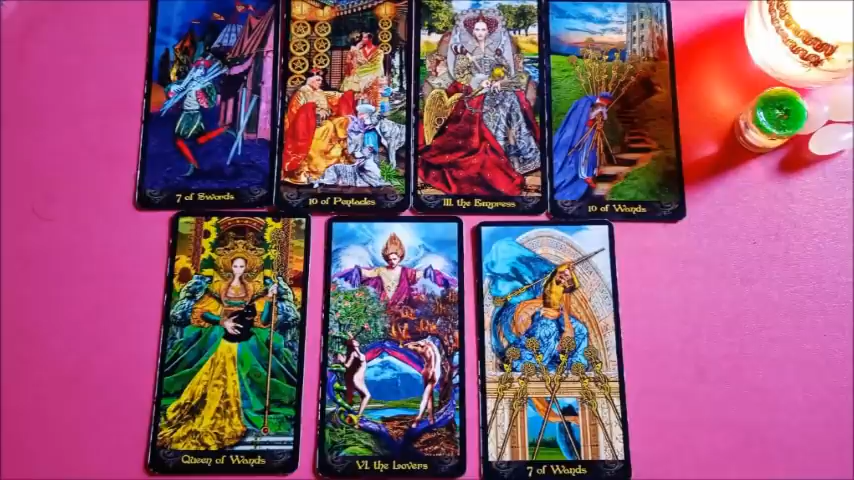 7 of Swords
10 of Pentacles
III. the Empress
10 of Wands
Queen of Wands
VI. the Lovers
7 of Wands